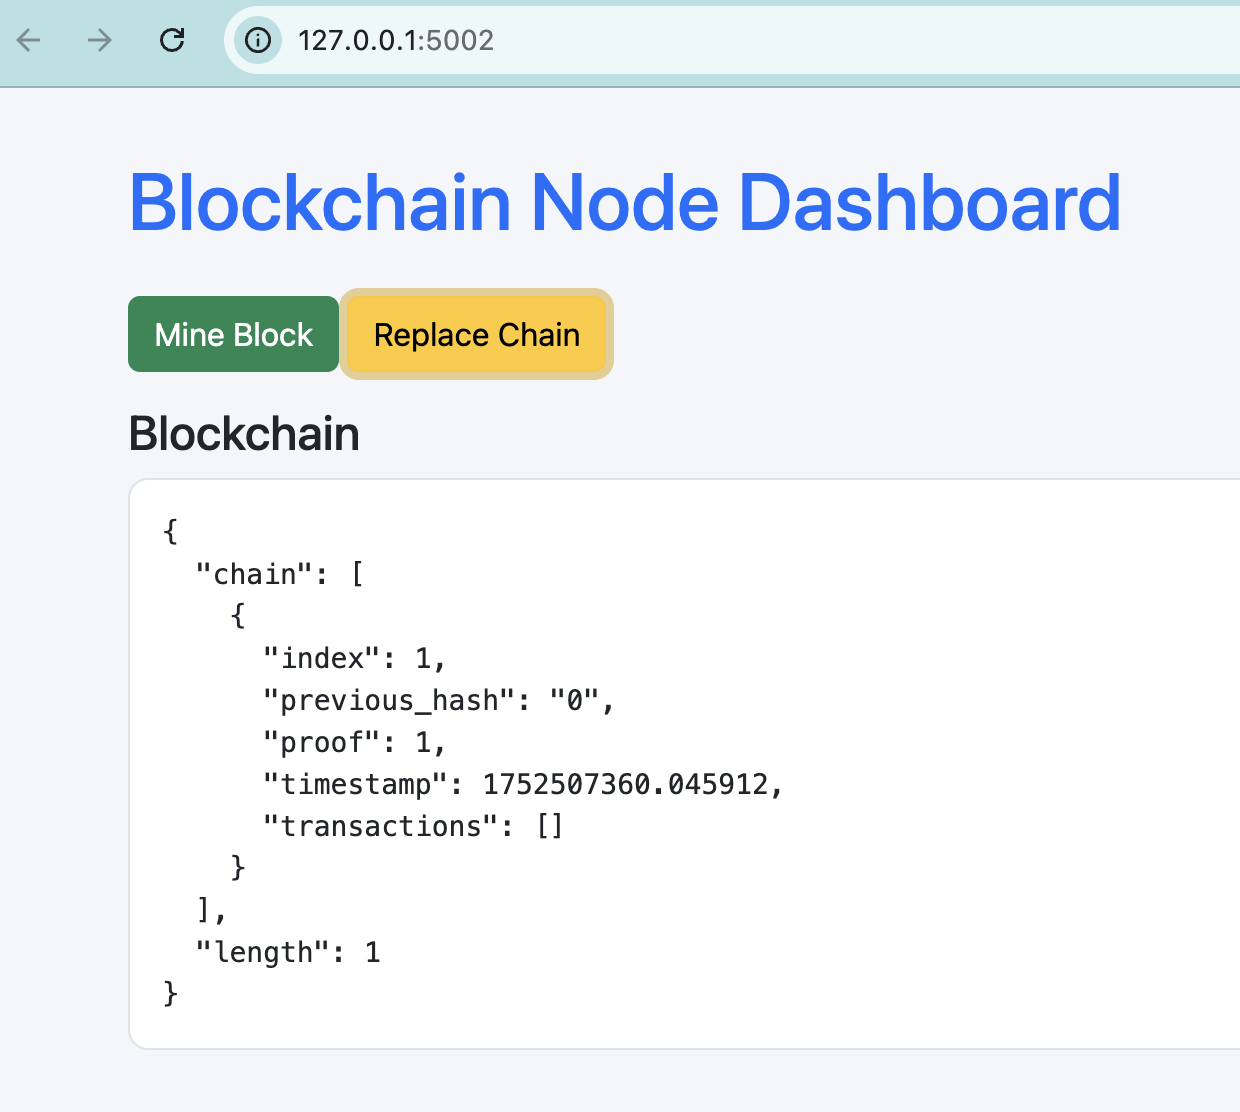 127.0.0.1:5002
Blockchain Node Dashboard
Mine Block Replace Chain
Blockchain
{
  "chain": [
    {
      "index": 1,
      "previous_hash": "0",
      "proof": 1,
      "timestamp": 1752507360.045912,
      "transactions": []
    }
  ],
  "length": 1
}